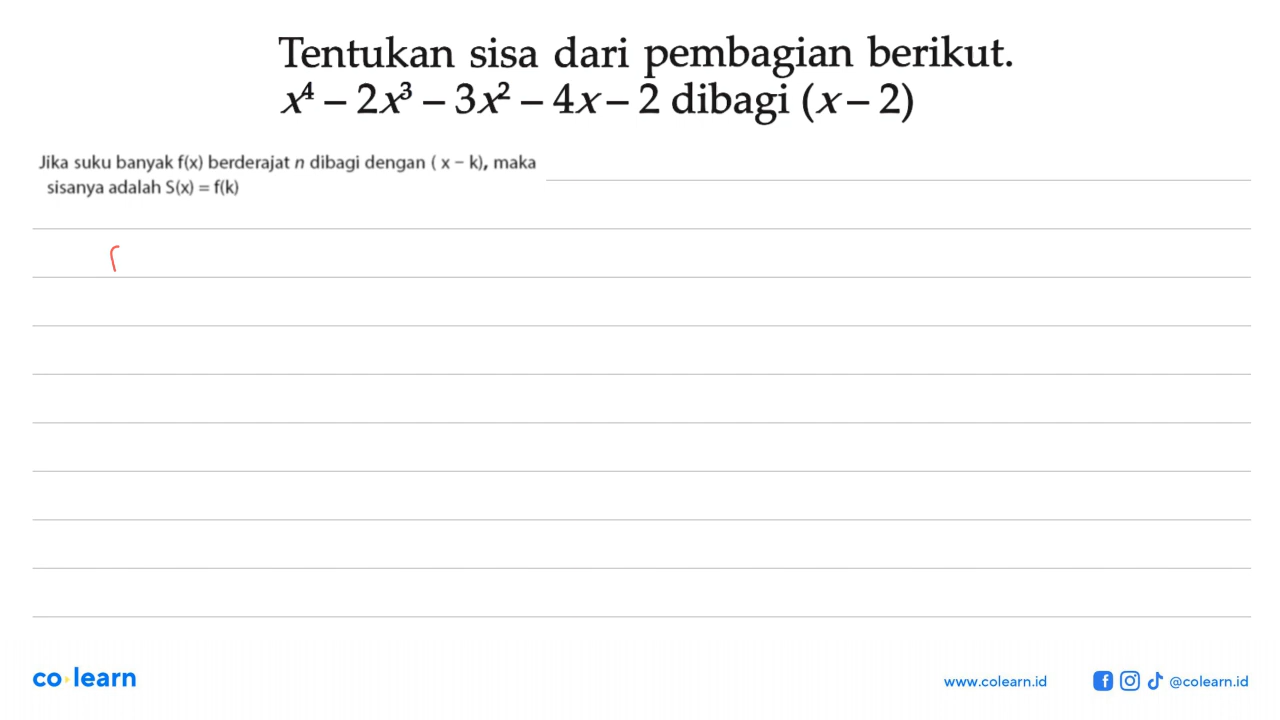 Tentukan sisa dari pembagian berikut.
x⁴ – 2x³ – 3x² – 4x – 2 dibagi (x – 2)
Jika suku banyak f(x) berderajat n dibagi dengan ( x – k), maka
sisanya adalah S(x) = f(k)
co learn
www.colearn.id
@colearn.id